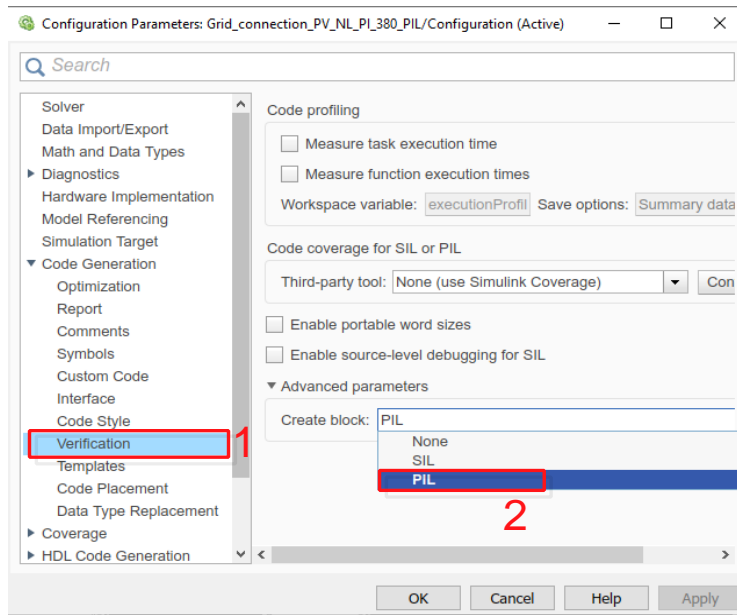 Configuration Parameters: Grid_connection_PV_NL_PI_380_PIL/Configuration (Active)
Search
Solver
Data Import/Export
Math and Data Types
Diagnostics
Hardware Implementation
Model Referencing
Simulation Target
Code Generation
Optimization
Report
Comments
Symbols
Custom Code
Interface
Code Style
Verification
1
Templates
Code Placement
Data Type Replacement
Coverage
HDL Code Generation
Code profiling
Measure task execution time
Measure function execution times
Workspace variable: executionProfil Save options: Summary data
Code coverage for SIL or PIL
Third-party tool: None (use Simulink Coverage) Con
Enable portable word sizes
Enable source-level debugging for SIL
Advanced parameters
Create block: PIL
None
SIL
PIL
2
OK Cancel Help Apply